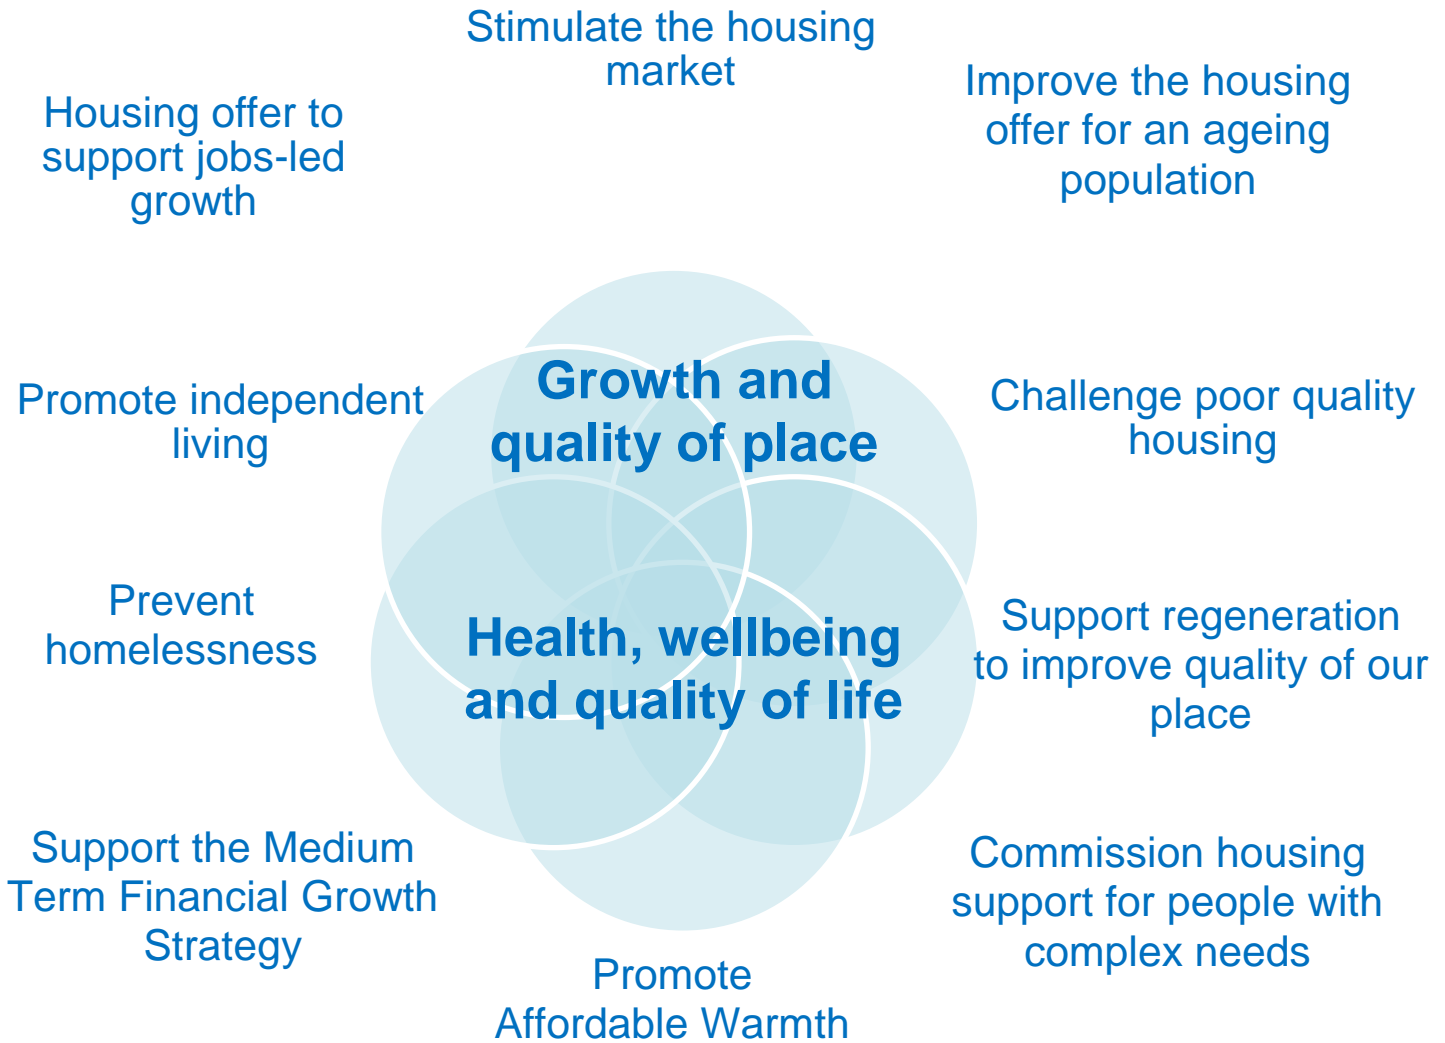 Stimulate the housing
market
Housing offer to
support jobs-led
growth
Improve the housing
offer for an ageing
population
Growth and
quality of place
Promote independent
living
Challenge poor quality
housing
Prevent
homelessness
Health, wellbeing
and quality of life
Support regeneration
to improve quality of our
place
Support the Medium
Term Financial Growth
Strategy
Commission housing
support for people with
complex needs
Promote
Affordable Warmth